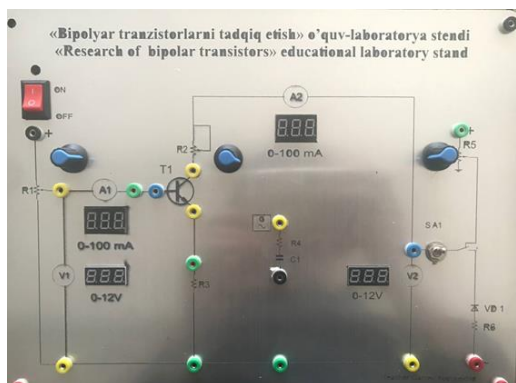 «Bipolyar tranzistorlarni tadqiq etish» o'quv-laboratorya stendi
«Research of bipolar transistors» educational laboratory stand
ON
OFF
+
A2
+
R2
0-100 mA
R5
T1
R1
A1
0-100 mA
SA1
R4
C1
V1
0-12V
R3
0-12V
V2
VD 1
R6